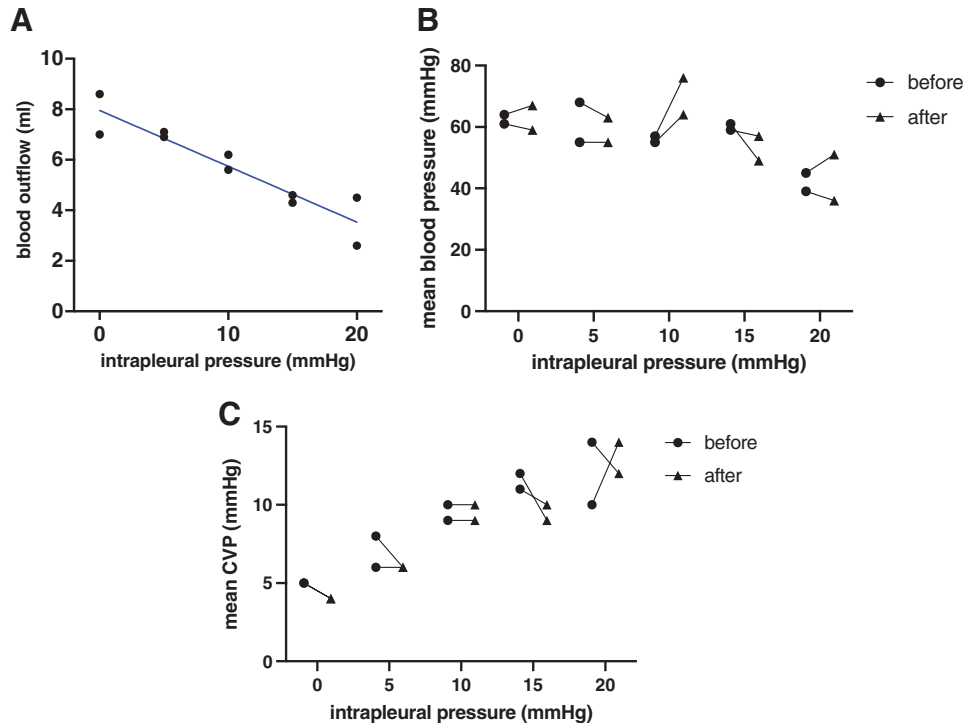 A
10
8
6
4
2
0
blood outflow (ml)
0 10 20
intrapleural pressure (mmHg)
B
80
60
40
20
0
mean blood pressure (mmHg)
0 5 10 15 20
intrapleural pressure (mmHg)
before
after
C
15
10
5
0
mean CVP (mmHg)
0 5 10 15 20
intrapleural pressure (mmHg)
before
after